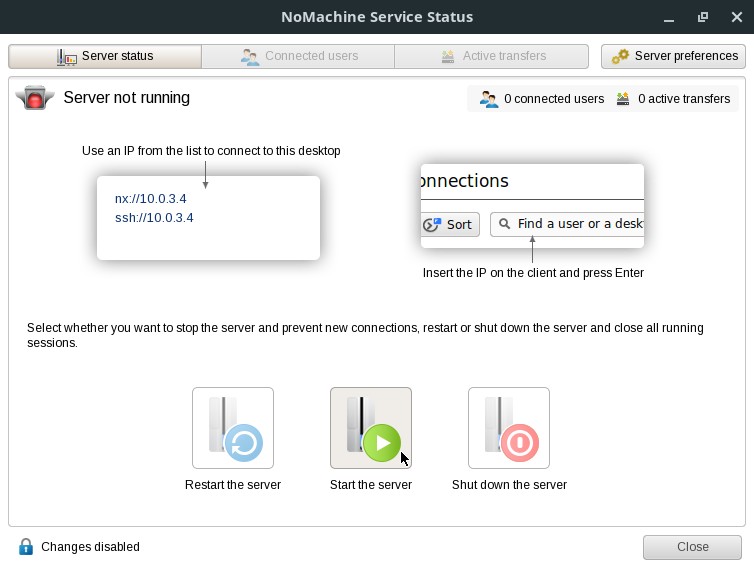 NoMachine Service Status
Server status
Connected users
Active transfers
Server preferences
Server not running
0 connected users
0 active transfers
Use an IP from the list to connect to this desktop
nx://10.0.3.4
ssh://10.0.3.4
onnections
Sort
Find a user or a desk
Insert the IP on the client and press Enter
Select whether you want to stop the server and prevent new connections, restart or shut down the server and close all running
sessions.
Restart the server
Start the server
Shut down the server
Changes disabled
Close